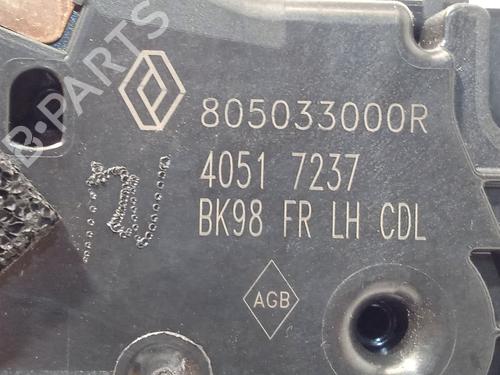 B-PARTS
805033000R
4051 7237
BK98 FR LH CDL
AGB